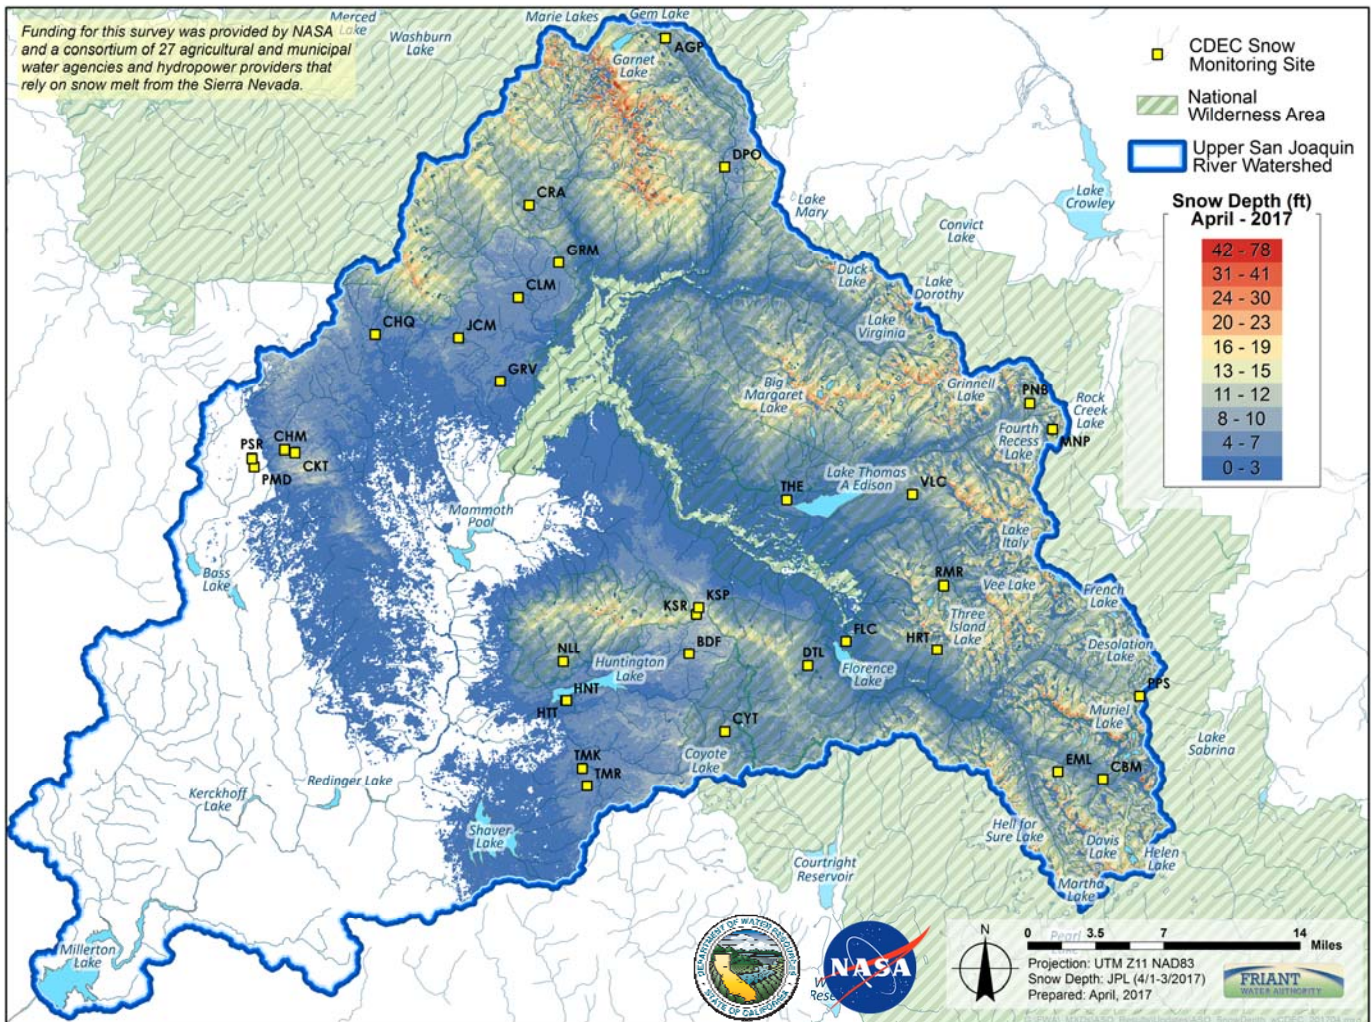 Funding for this survey was provided by NASA
and a consortium of 27 agricultural and municipal
water agencies and hydropower providers that
rely on snow melt from the Sierra Nevada.
Merced
Lake
Washburn
Lake
Marie Lakes
Gem Lake
AGP
Garnet
Lake
CDEC Snow
Monitoring Site
National
Wilderness Area
Upper San Joaquin
River Watershed
Snow Depth (ft)
April - 2017
42 - 78
31 - 41
24 - 30
20 - 23
16 - 19
13 - 15
11 - 12
8 - 10
4 - 7
0 - 3
DPO
CRA
Lake
Mary
Lake
Crowley
Convict
Lake
GRM
CLM
Duck
Lake
Lake
Dorothy
Lake
Virginia
CHQ
JCM
GRV
Big
Margaret
Lake
Grinnell
Lake
PNB
Rock
Creek
Lake
Fourth
Recess
Lake
MNP
CHM
PSR
CKT
PMD
Lake Thomas
A Edison
THE
VLC
Mammoth
Pool
Lake
Italy
Bass
Lake
RMR
Vee Lake
French
Lake
KSP
KSR
Three
Island
Lake
FLC
HRT
Desolation
Lake
BDF
NLL
Huntington
Lake
DTL
Florence
Lake
HNT
HTT
PPS
Muriel
Lake
CYT
Coyote
Lake
Lake
Sabrina
TMK
TMR
EML
CBM
Redinger Lake
Kerckhoff
Lake
Shaver
Lake
Hell for
Sure Lake
Davis
Lake
Helen
Lake
Courtright
Reservoir
Martha
Lake
Millerton
Lake
DEPARTMENT OF WATER RESOURCES
STATE OF CALIFORNIA
NASA
N
0 3.5 7 14
Miles
Pearl
Projection: UTM Z11 NAD83
Snow Depth: JPL (4/1-3/2017)
Prepared: April, 2017
FRIANT
WATER AUTHORITY